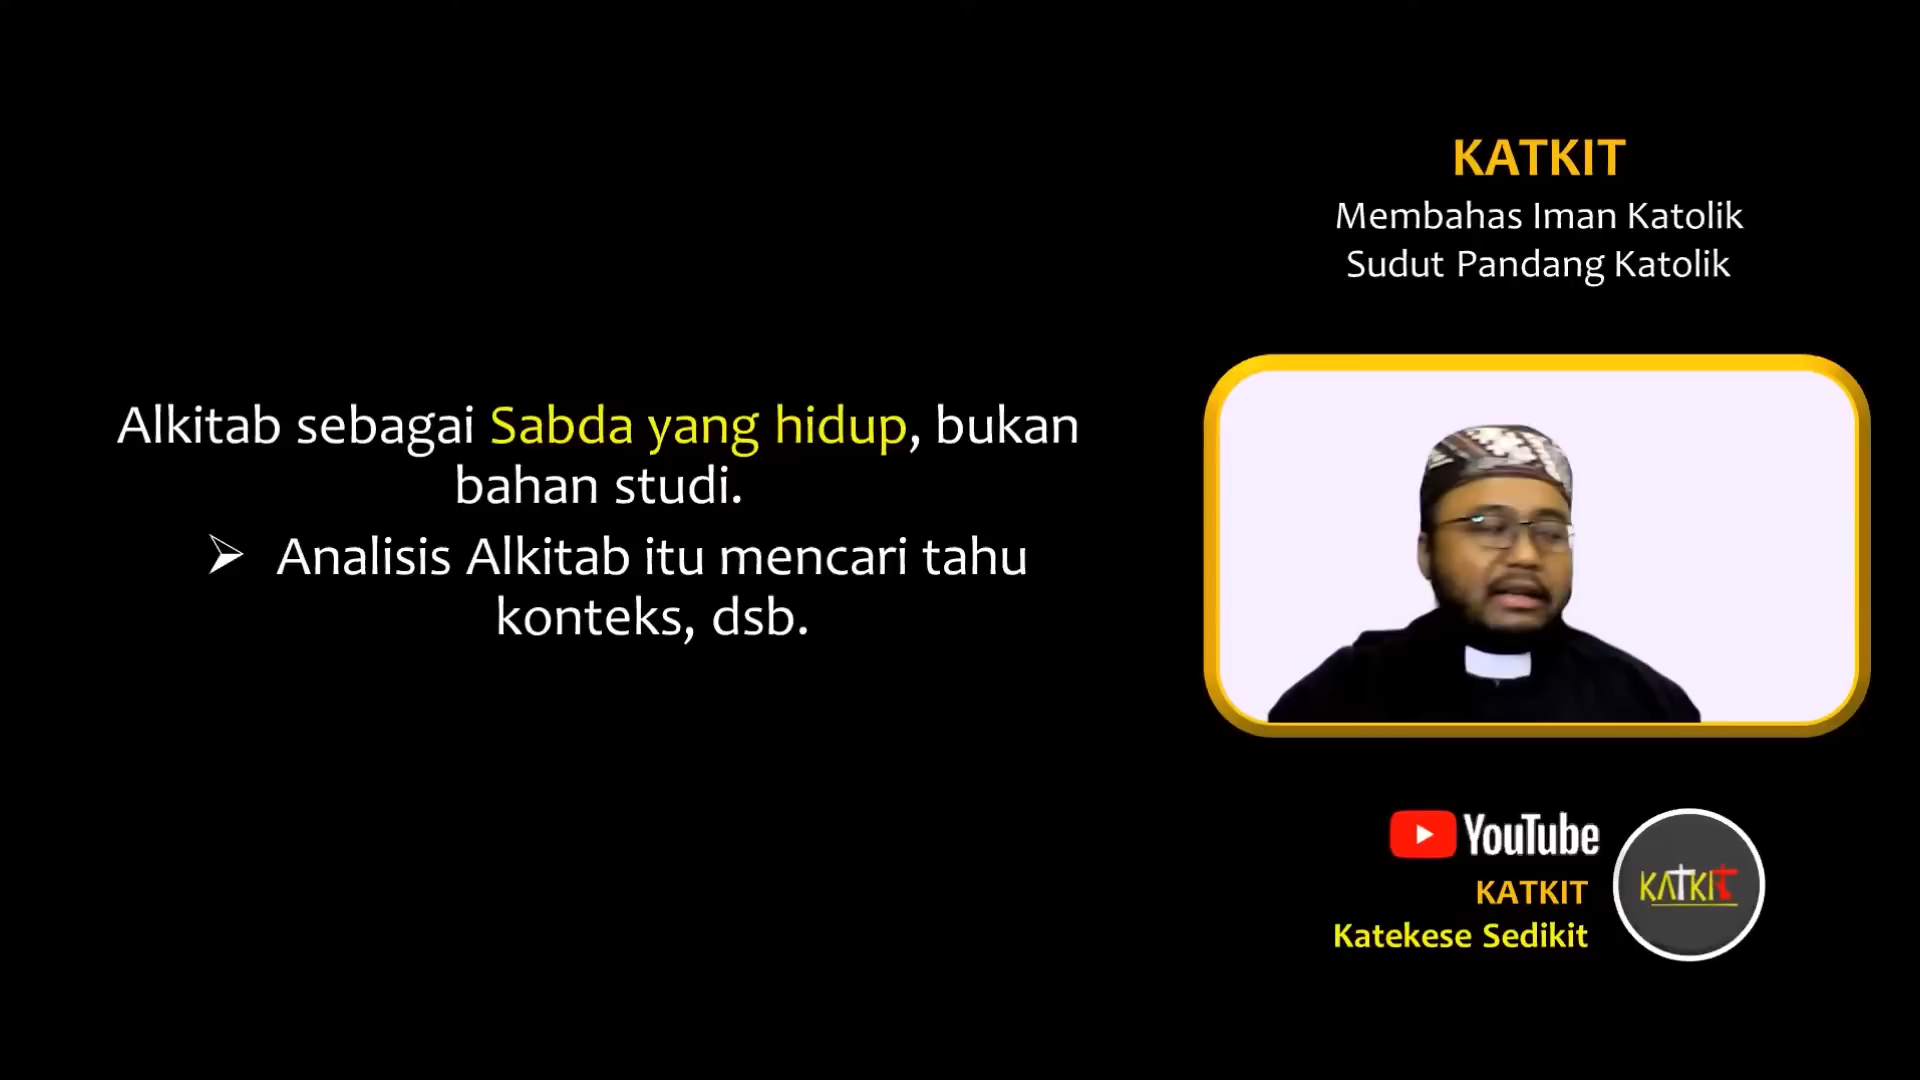 Alkitab sebagai Sabda yang hidup, bukan
bahan studi.
➢ Analisis Alkitab itu mencari tahu
konteks, dsb.
KATKIT
Membahas Iman Katolik
Sudut Pandang Katolik
YouTube
KATKIT
Katekese Sedikit
KATKIT